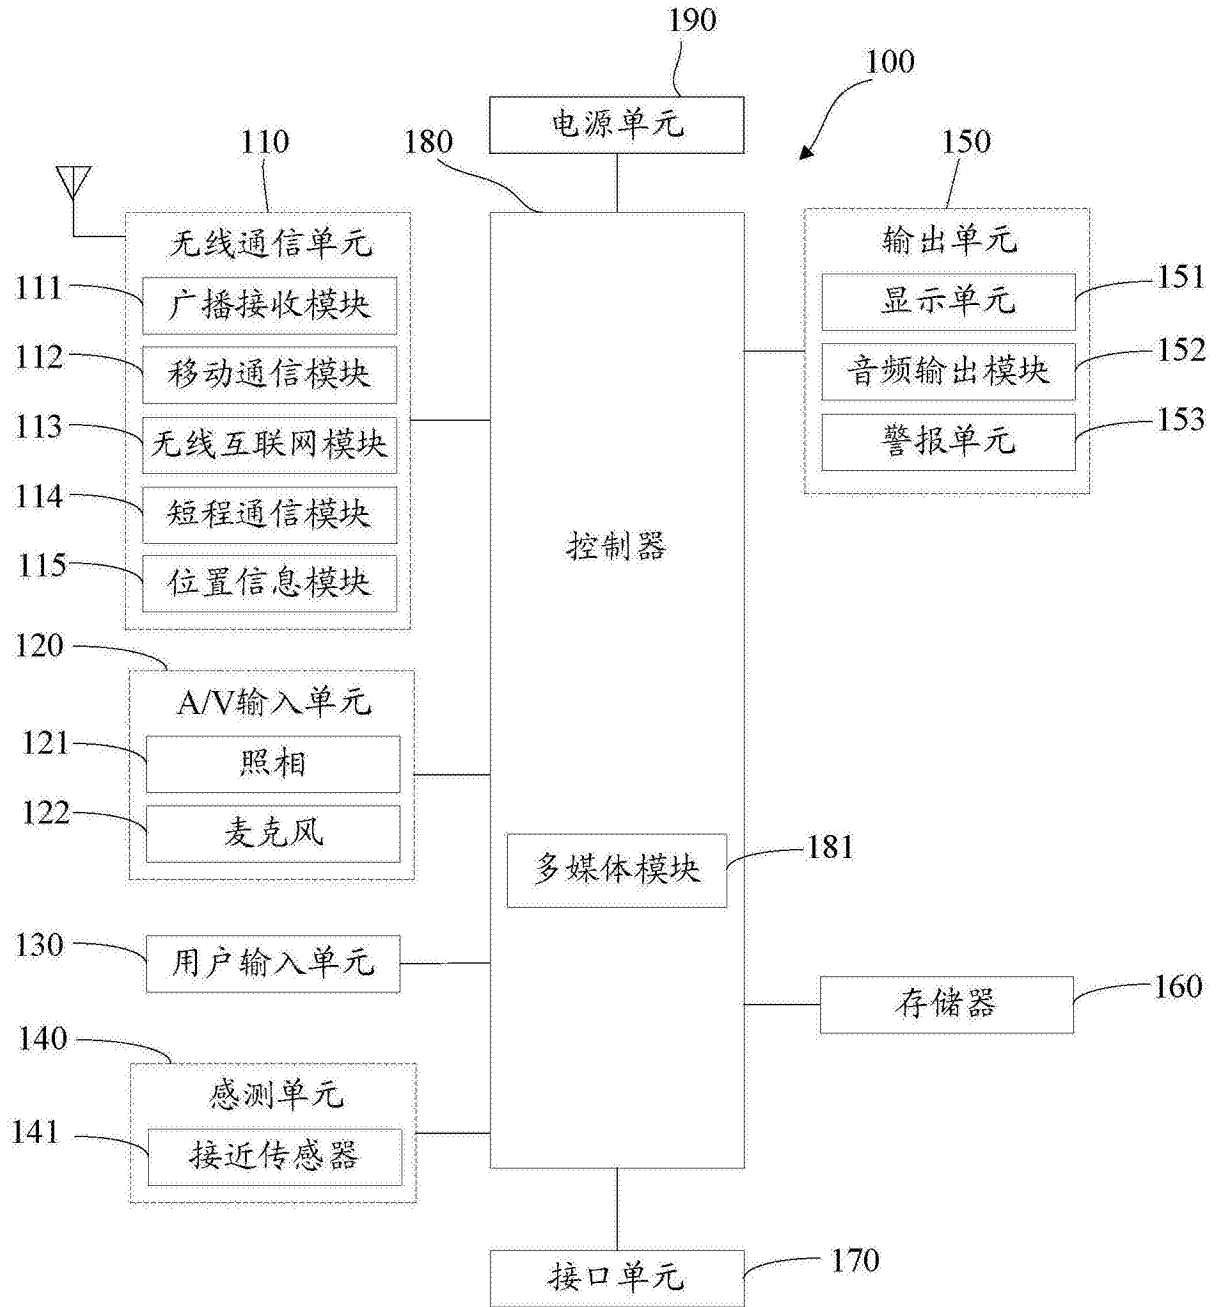 190
100
电源单元
110
180
150
无线通信单元
输出单元
111
广播接收模块
显示单元
151
112
移动通信模块
音频输出模块
152
113
无线互联网模块
警报单元
153
114
短程通信模块
控制器
115
位置信息模块
120
A/V输入单元
121
照相
122
麦克风
多媒体模块
181
130
用户输入单元
存储器
160
140
感测单元
141
接近传感器
接口单元
170